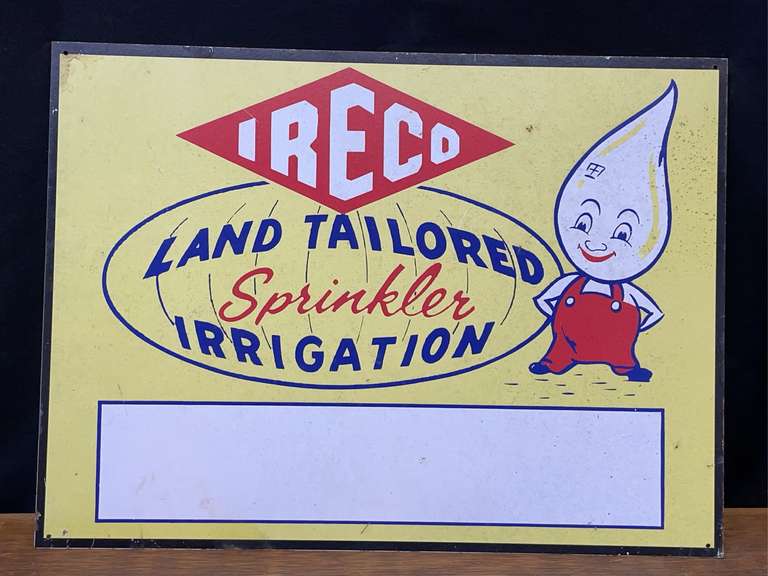 IRECO
LAND TAILORED
Sprinkler
IRRIGATION